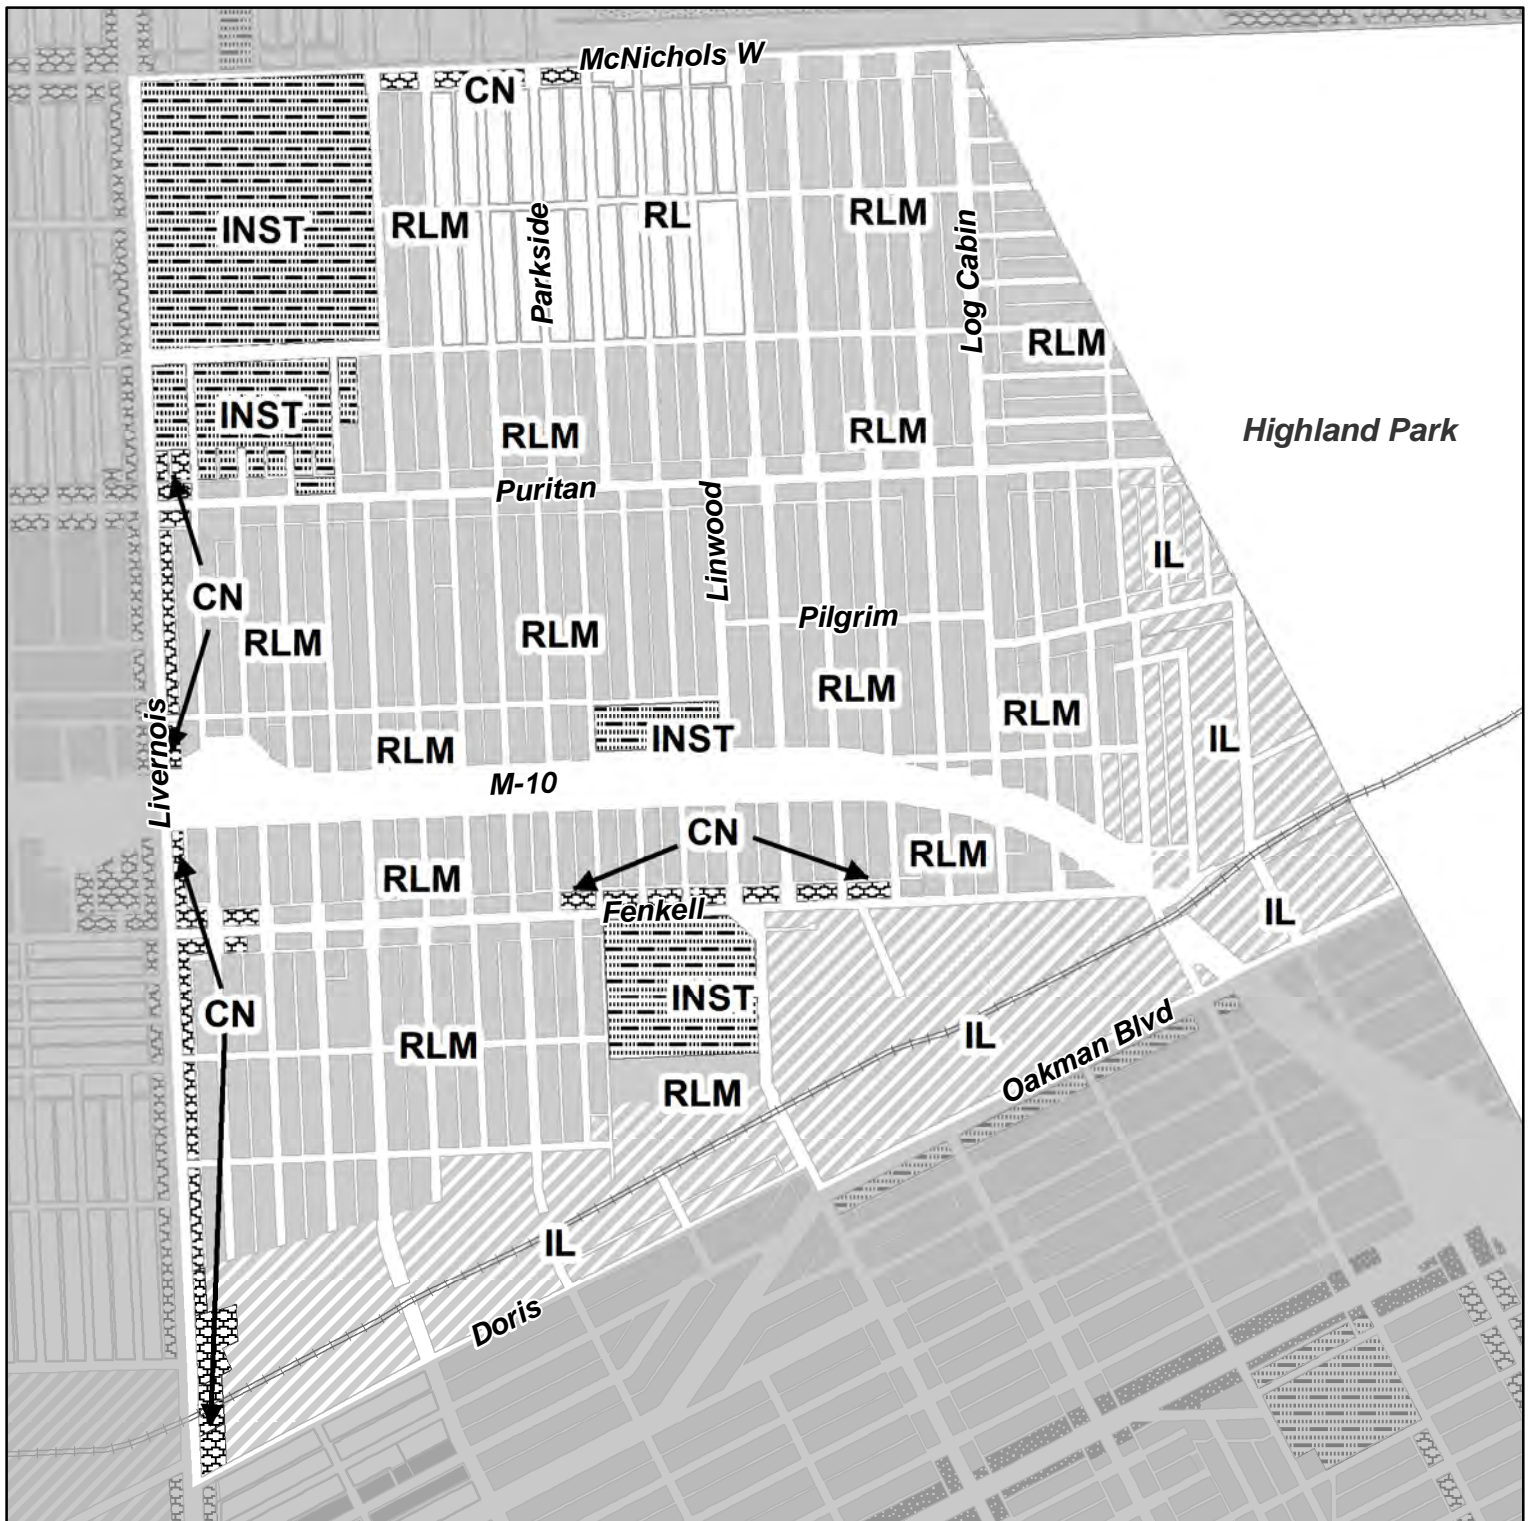 McNichols W
CN
INST
RLM
Parkside
RL
RLM
Log Cabin
RLM
INST
RLM
RLM
Highland Park
Puritan
Linwood
IL
CN
RLM
RLM
Pilgrim
RLM
RLM
Livernois
RLM
INST
IL
M-10
CN
RLM
RLM
Fenkell
IL
CN
RLM
INST
IL
Oakman Blvd
RLM
IL
Doris